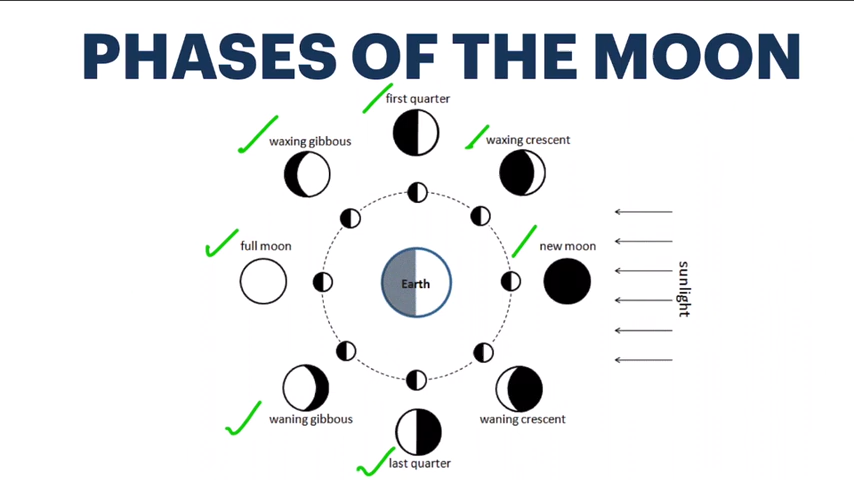 PHASES OF THE MOON
first quarter
waxing gibbous
waxing crescent
full moon
new moon
Earth
sunlight
waning gibbous
waning crescent
last quarter